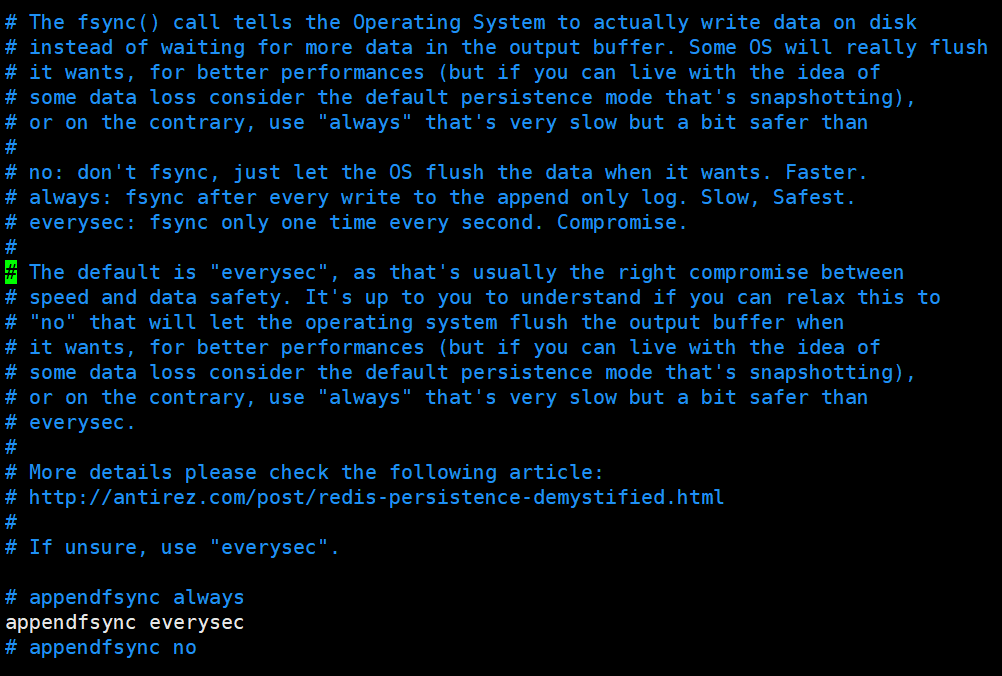 # The fsync() call tells the Operating System to actually write data on disk
# instead of waiting for more data in the output buffer. Some OS will really flush
# it wants, for better performances (but if you can live with the idea of
# some data loss consider the default persistence mode that's snapshotting),
# or on the contrary, use "always" that's very slow but a bit safer than
#
# no: don't fsync, just let the OS flush the data when it wants. Faster.
# always: fsync after every write to the append only log. Slow, Safest.
# everysec: fsync only one time every second. Compromise.
#
# The default is "everysec", as that's usually the right compromise between
# speed and data safety. It's up to you to understand if you can relax this to
# "no" that will let the operating system flush the output buffer when
# it wants, for better performances (but if you can live with the idea of
# some data loss consider the default persistence mode that's snapshotting),
# or on the contrary, use "always" that's very slow but a bit safer than
# everysec.
#
# More details please check the following article:
# http://antirez.com/post/redis-persistence-demystified.html
#
# If unsure, use "everysec".

# appendfsync always
appendfsync everysec
# appendfsync no